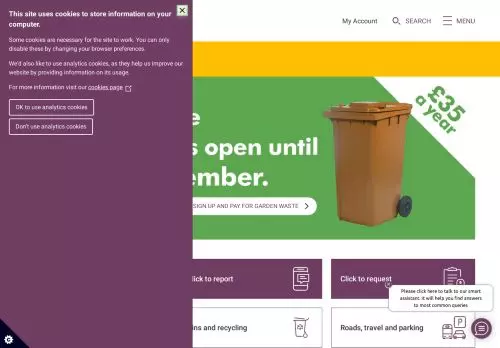 This site uses cookies to store information on your
computer.
Some cookies are necessary for the site to work. You can only
disable these by changing your browser preferences.
We'd also like to use analytics cookies, as they help us improve our
website by providing information on its usage.
For more information visit our cookies page
OK to use analytics cookies
Don't use analytics cookies
My Account
SEARCH
MENU
£35
a year
e
s open until
ember.
SIGN UP AND PAY FOR GARDEN WASTE
lick to report
Click to request
Please click here to talk to our smart
assistant. It will help you find answers
to most common queries
ins and recycling
Roads, travel and parking
P